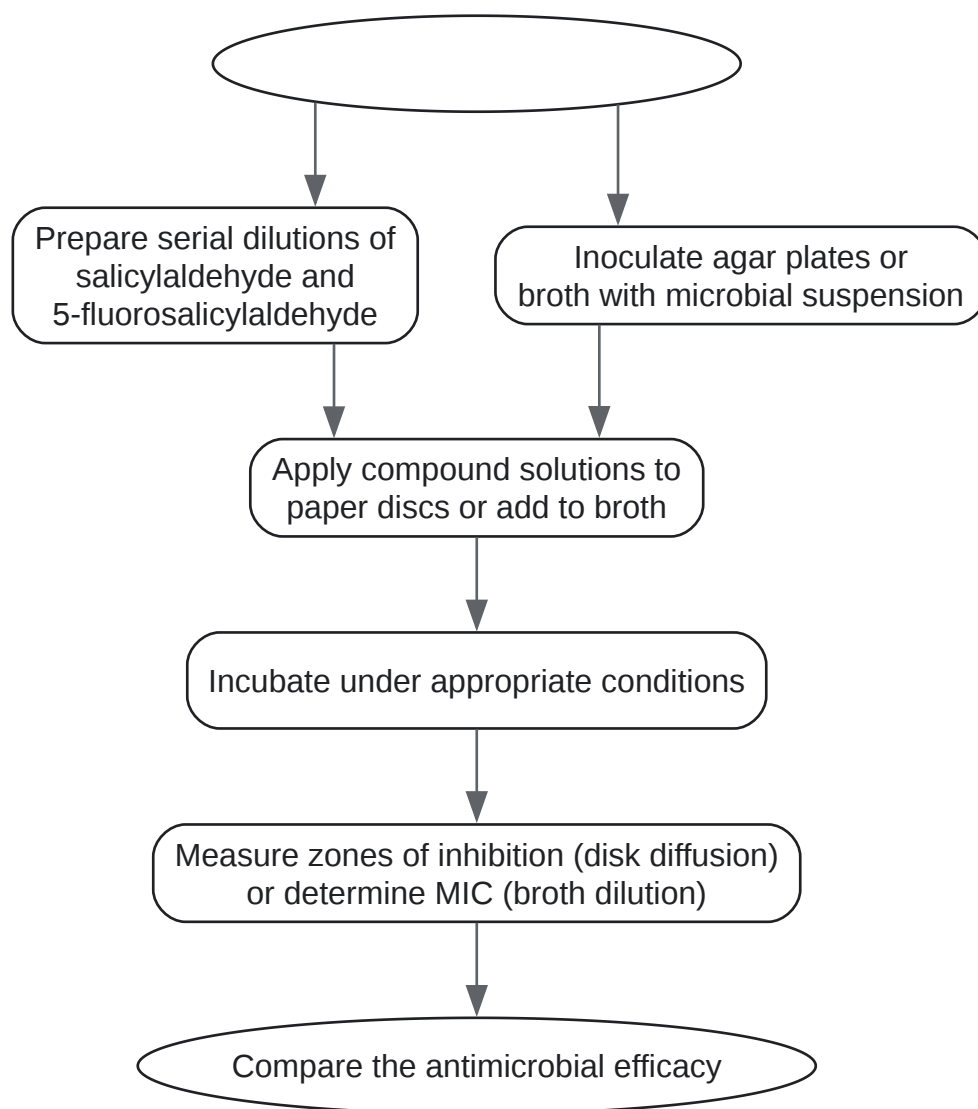 Prepare serial dilutions of
salicylaldehyde and
5-fluorosalicylaldehyde
Inoculate agar plates or
broth with microbial suspension
Apply compound solutions to
paper discs or add to broth
Incubate under appropriate conditions
Measure zones of inhibition (disk diffusion)
or determine MIC (broth dilution)
Compare the antimicrobial efficacy